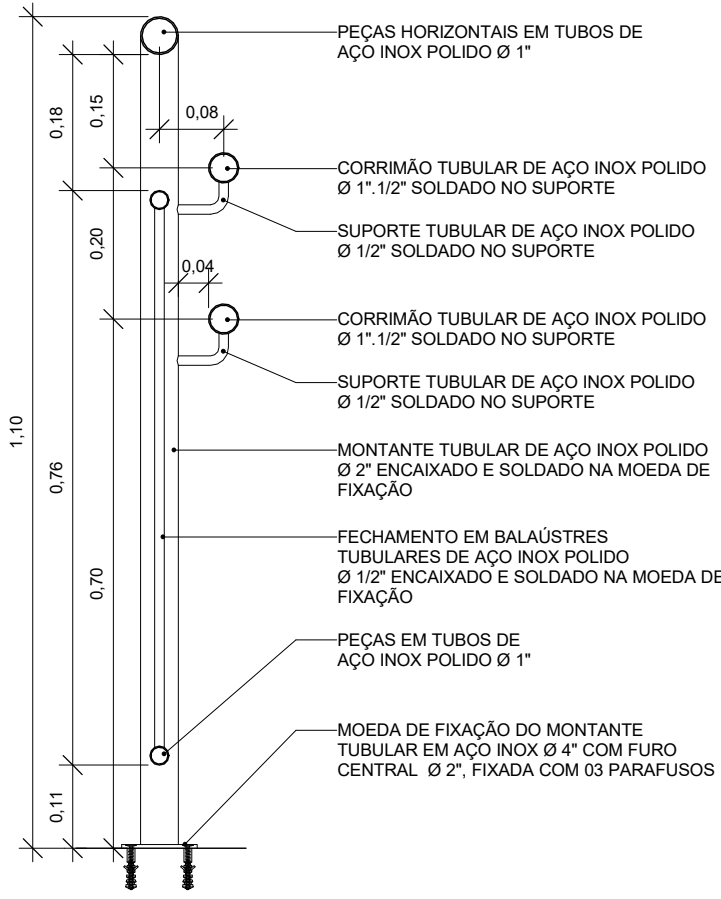 PEÇAS HORIZONTAIS EM TUBOS DE
AÇO INOX POLIDO Ø 1"
0,18
0,15
0,08
CORRIMÃO TUBULAR DE AÇO INOX POLIDO
Ø 1".1/2" SOLDADO NO SUPORTE
SUPORTE TUBULAR DE AÇO INOX POLIDO
Ø 1/2" SOLDADO NO SUPORTE
0,20
0,04
CORRIMÃO TUBULAR DE AÇO INOX POLIDO
Ø 1".1/2" SOLDADO NO SUPORTE
SUPORTE TUBULAR DE AÇO INOX POLIDO
Ø 1/2" SOLDADO NO SUPORTE
1,10
0,76
MONTANTE TUBULAR DE AÇO INOX POLIDO
Ø 2" ENCAIXADO E SOLDADO NA MOEDA DE
FIXAÇÃO
0,70
FECHAMENTO EM BALAÚSTRES
TUBULARES DE AÇO INOX POLIDO
Ø 1/2" ENCAIXADO E SOLDADO NA MOEDA DE
FIXAÇÃO
PEÇAS EM TUBOS DE
AÇO INOX POLIDO Ø 1"
0,11
MOEDA DE FIXAÇÃO DO MONTANTE
TUBULAR EM AÇO INOX Ø 4" COM FURO
CENTRAL Ø 2", FIXADA COM 03 PARAFUSOS